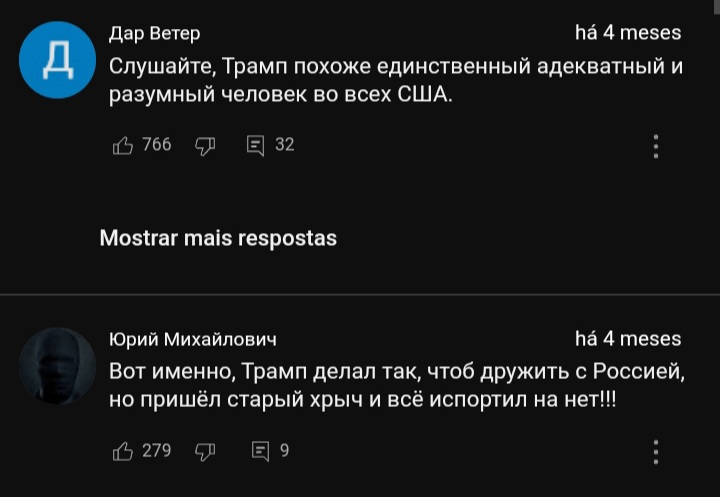 Д
Дар Ветер
há 4 meses
Слушайте, Трамп похоже единственный адекватный и
разумный человек во всех США.
766
32
Mostrar mais respostas
Юрий Михайлович
há 4 meses
Вот именно, Трамп делал так, чтоб дружить с Россией,
но пришёл старый хрыч и всё испортил на нет!!!
279
9